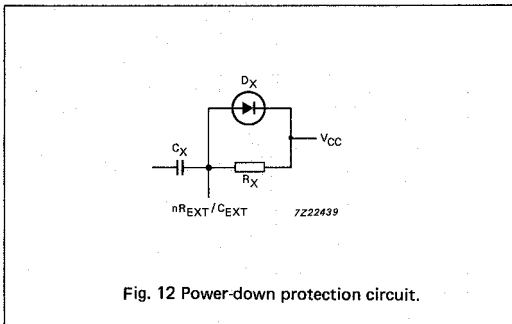 DX
VCC
CX
RX
nREXT/CEXT
7Z22439
Fig. 12 Power-down protection circuit.